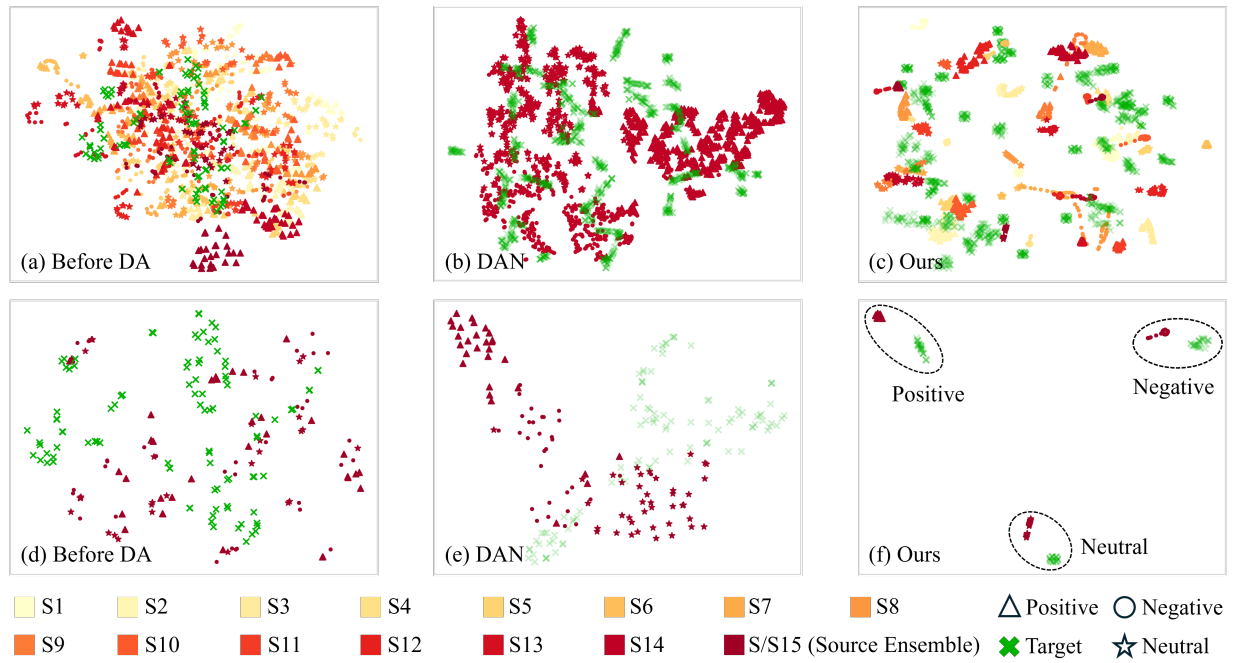 (a) Before DA
(b) DAN
(c) Ours
Positive
Negative
Neutral
(d) Before DA
(e) DAN
(f) Ours
S1 S2 S3 S4 S5 S6 S7 S8 Positive Negative
S9 S10 S11 S12 S13 S14 S/S15 (Source Ensemble) Target Neutral